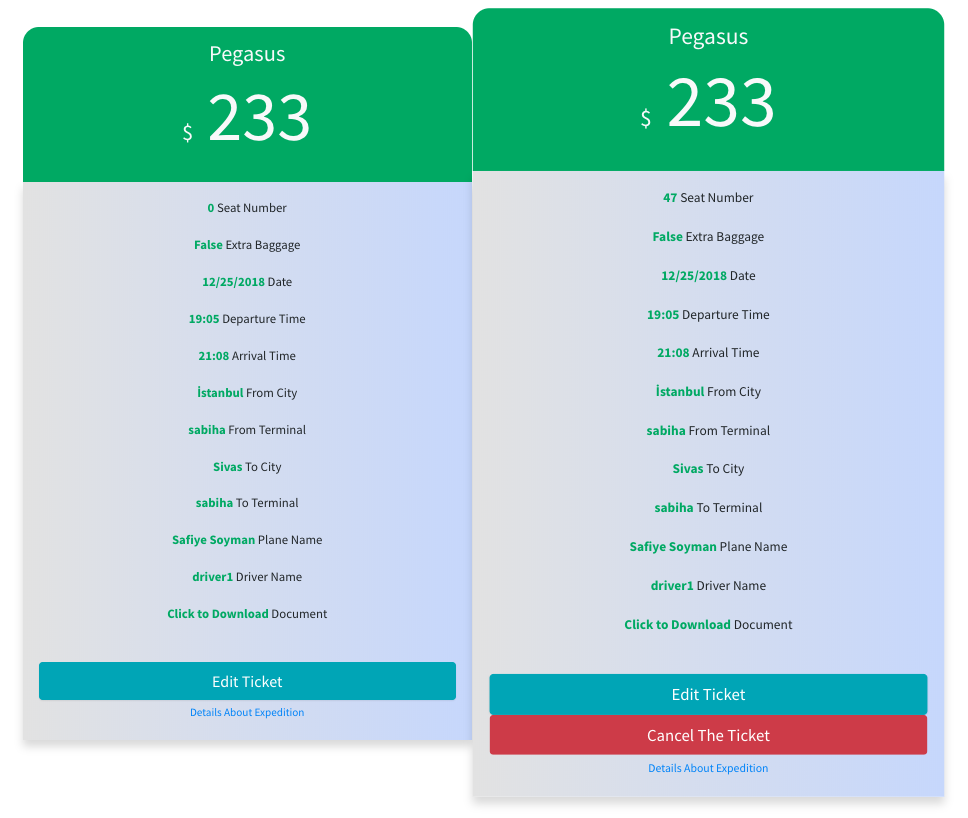 Pegasus
$ 233
0 Seat Number
False Extra Baggage
12/25/2018 Date
19:05 Departure Time
21:08 Arrival Time
İstanbul From City
sabiha From Terminal
Sivas To City
sabiha To Terminal
Safiye Soyman Plane Name
driver1 Driver Name
Click to Download Document
Edit Ticket
Details About Expedition
Pegasus
$ 233
47 Seat Number
False Extra Baggage
12/25/2018 Date
19:05 Departure Time
21:08 Arrival Time
İstanbul From City
sabiha From Terminal
Sivas To City
sabiha To Terminal
Safiye Soyman Plane Name
driver1 Driver Name
Click to Download Document
Edit Ticket
Cancel The Ticket
Details About Expedition